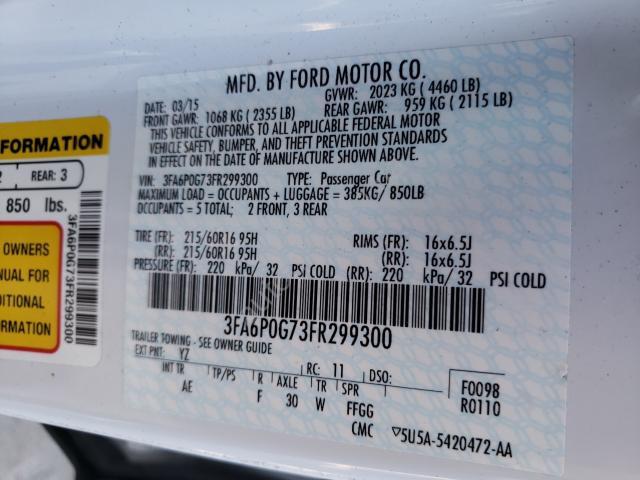 MFD. BY FORD MOTOR CO.
DATE: 03/15 GVWR: 2023 KG ( 4460 LB)
FRONT GAWR: 1068 KG ( 2355 LB) REAR GAWR: 959 KG ( 2115 LB)
THIS VEHICLE CONFORMS TO ALL APPLICABLE FEDERAL MOTOR
VEHICLE SAFETY, BUMPER, AND THEFT PREVENTION STANDARDS
IN EFFECT ON THE DATE OF MANUFACTURE SHOWN ABOVE.
VIN: 3FA6P0G73FR299300 TYPE: Passenger Car
MAXIMUM LOAD = OCCUPANTS + LUGGAGE = 385KG/ 850LB
OCCUPANTS = 5 TOTAL; 2 FRONT, 3 REAR
TIRE (FR): 215/60R16 95H RIMS (FR): 16x6.5J
(RR): 215/60R16 95H (RR): 16x6.5J
PRESSURE (FR): 220 kPa/ 32 PSI COLD (RR): 220 kPa/ 32 PSI COLD
3FA6P0G73FR299300
TRAILER TOWING - SEE OWNER GUIDE
EXT PNT: YZ RC: 11 DSO:
INT TR TP/PS R AXLE TR SPR
AE F 30 W FFGG
CMC
F0098
R0110
5U5A-5420472-AA
FORMATION
2 REAR: 3
850 lbs.
OWNERS
NUAL FOR
DITIONAL
MATION
3FA6P0G73FR299300